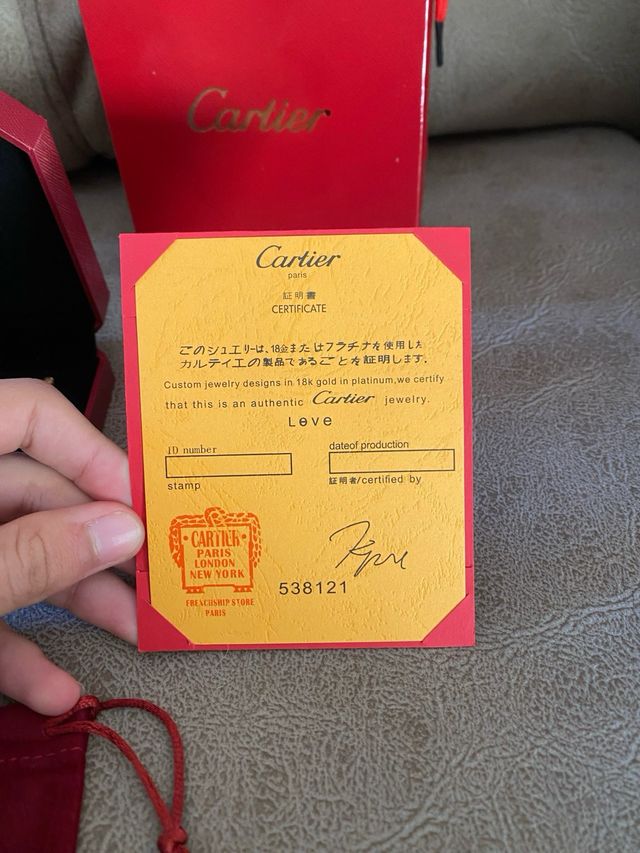 Cartier
Cartier
paris
証明書
CERTIFICATE
このジュエリーは、18金またはプラチナを使用した
カルティエの製品であることを証明します.
Custom jewelry designs in 18k gold in platinum,we certify
that this is an authentic Cartier jewelry.
Love
ID number
dateof production
stamp
証明者/certified by
CARTIER
PARIS
LONDON
NEW YORK
FRENCHSHIP STORE
PARIS
538121